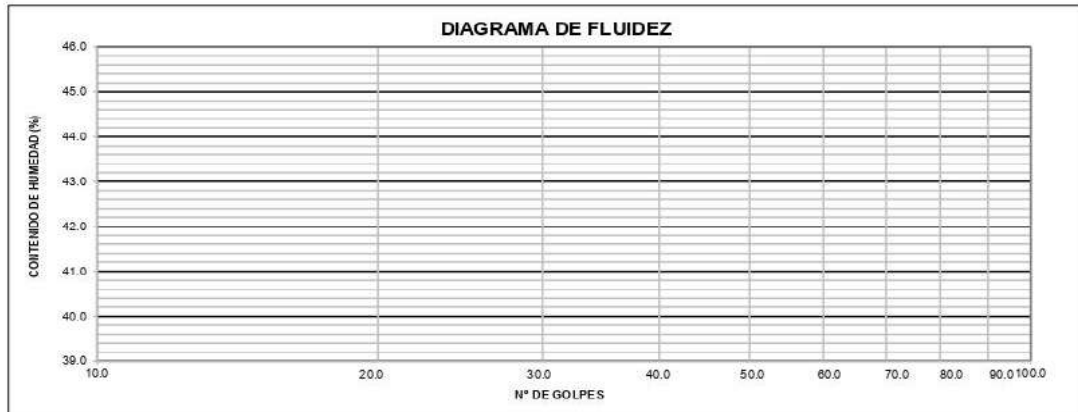 DIAGRAMA DE FLUIDEZ
46.0
45.0
44.0
43.0
42.0
41.0
40.0
39.0
CONTENIDO DE HUMEDAD (%)
10.0 20.0 30.0 40.0 50.0 60.0 70.0 80.0 90.0 100.0
N° DE GOLPES